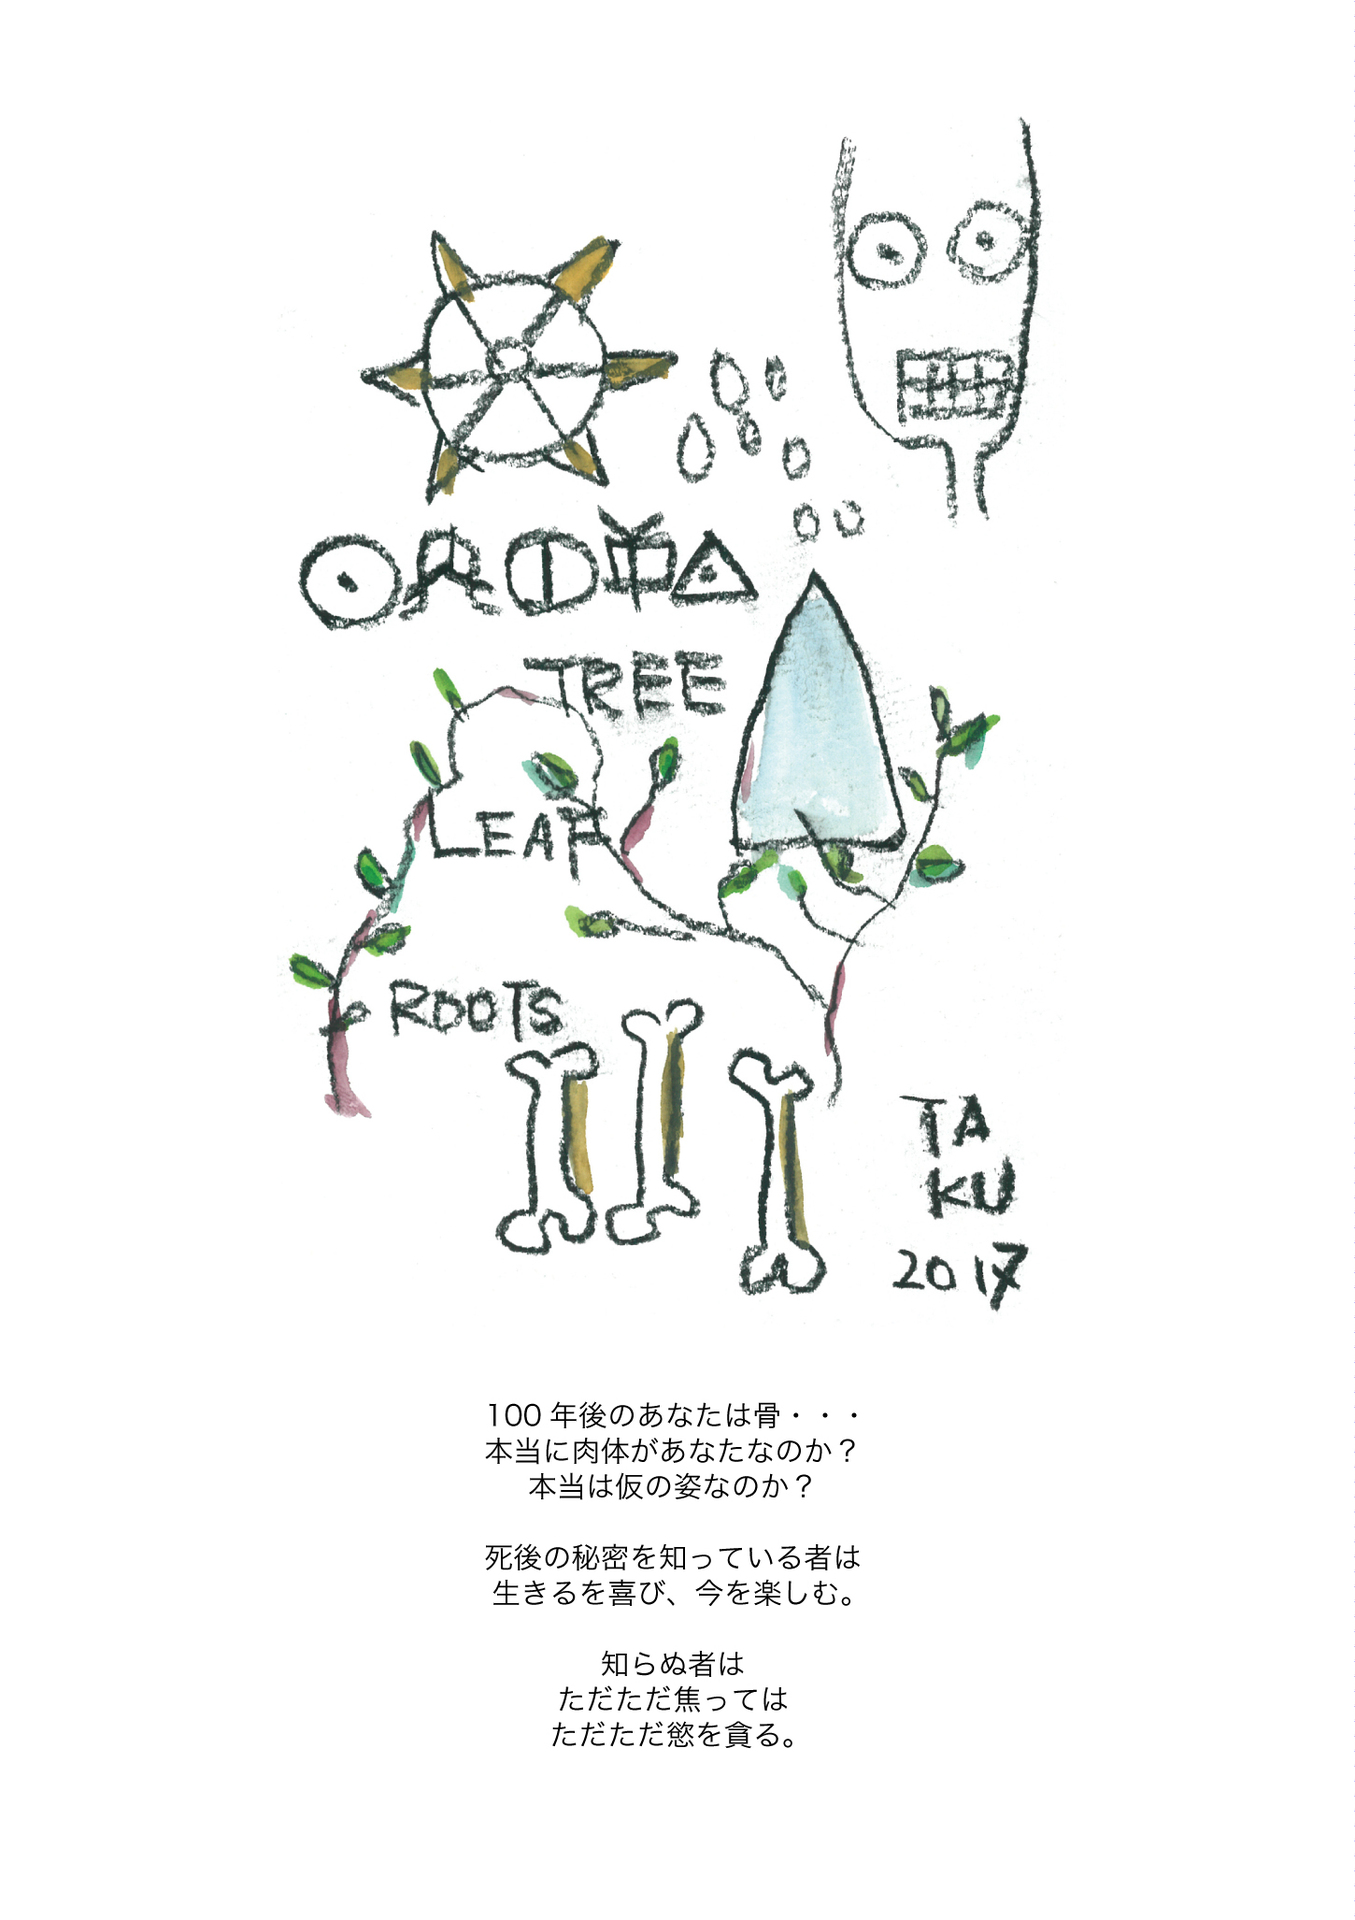 TREE
LEAF
ROOTS
TA
KU
2017
100 年後のあなたは骨・・・
本当に肉体があなたなのか？
本当は仮の姿なのか？
死後の秘密を知っている者は
生きるを喜び、今を楽しむ。
知らぬ者は
ただただ焦っては
ただただ慾を貪る。